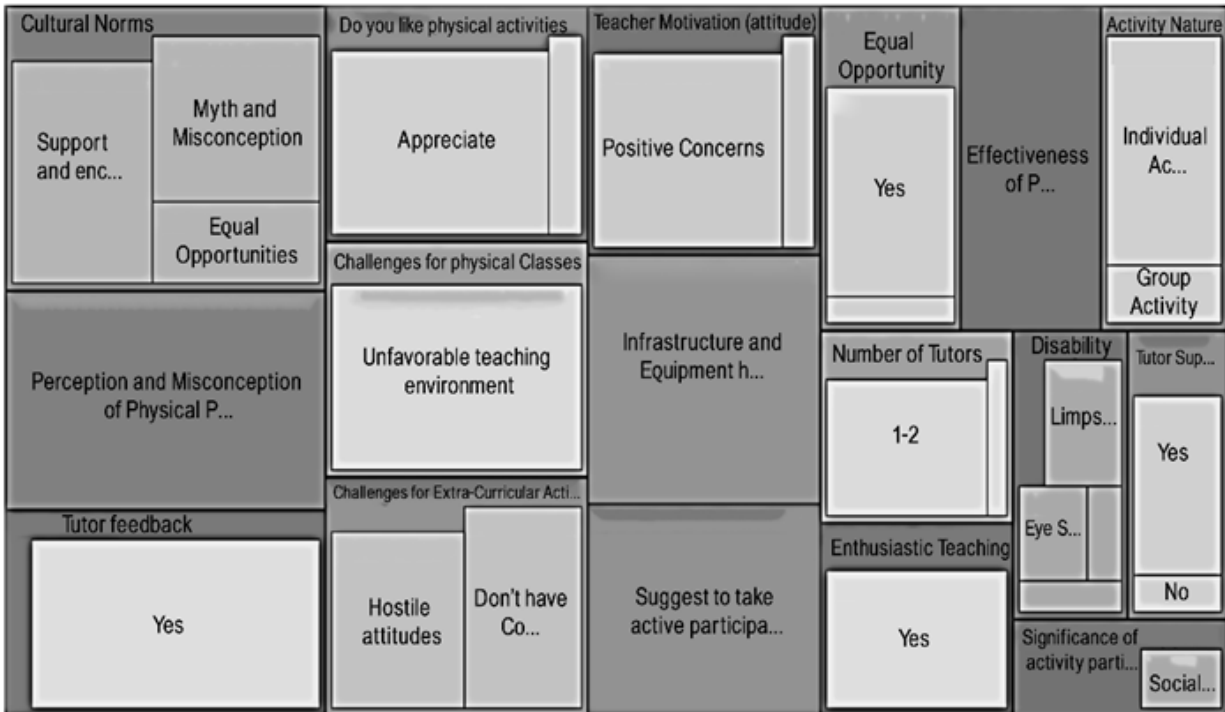 Cultural Norms
Support
and enc...
Myth and
Misconception
Equal
Opportunities
Perception and Misconception
of Physical P...
Tutor feedback
Yes
Do you like physical activities
Appreciate
Challenges for physical Classes
Unfavorable teaching
environment
Challenges for Extra-Curricular Acti...
Hostile
attitudes
Don't have
Co...
Teacher Motivation (attitude)
Positive Concerns
Infrastructure and
Equipment h...
Suggest to take
active participa...
Equal
Opportunity
Yes
Effectiveness
of P...
Activity Nature
Individual
Ac...
Group
Activity
Number of Tutors
1-2
Enthusiastic Teaching
Yes
Disability
Limps...
Eye S...
Tutor Sup...
Yes
No
Significance of
activity parti...
Social...